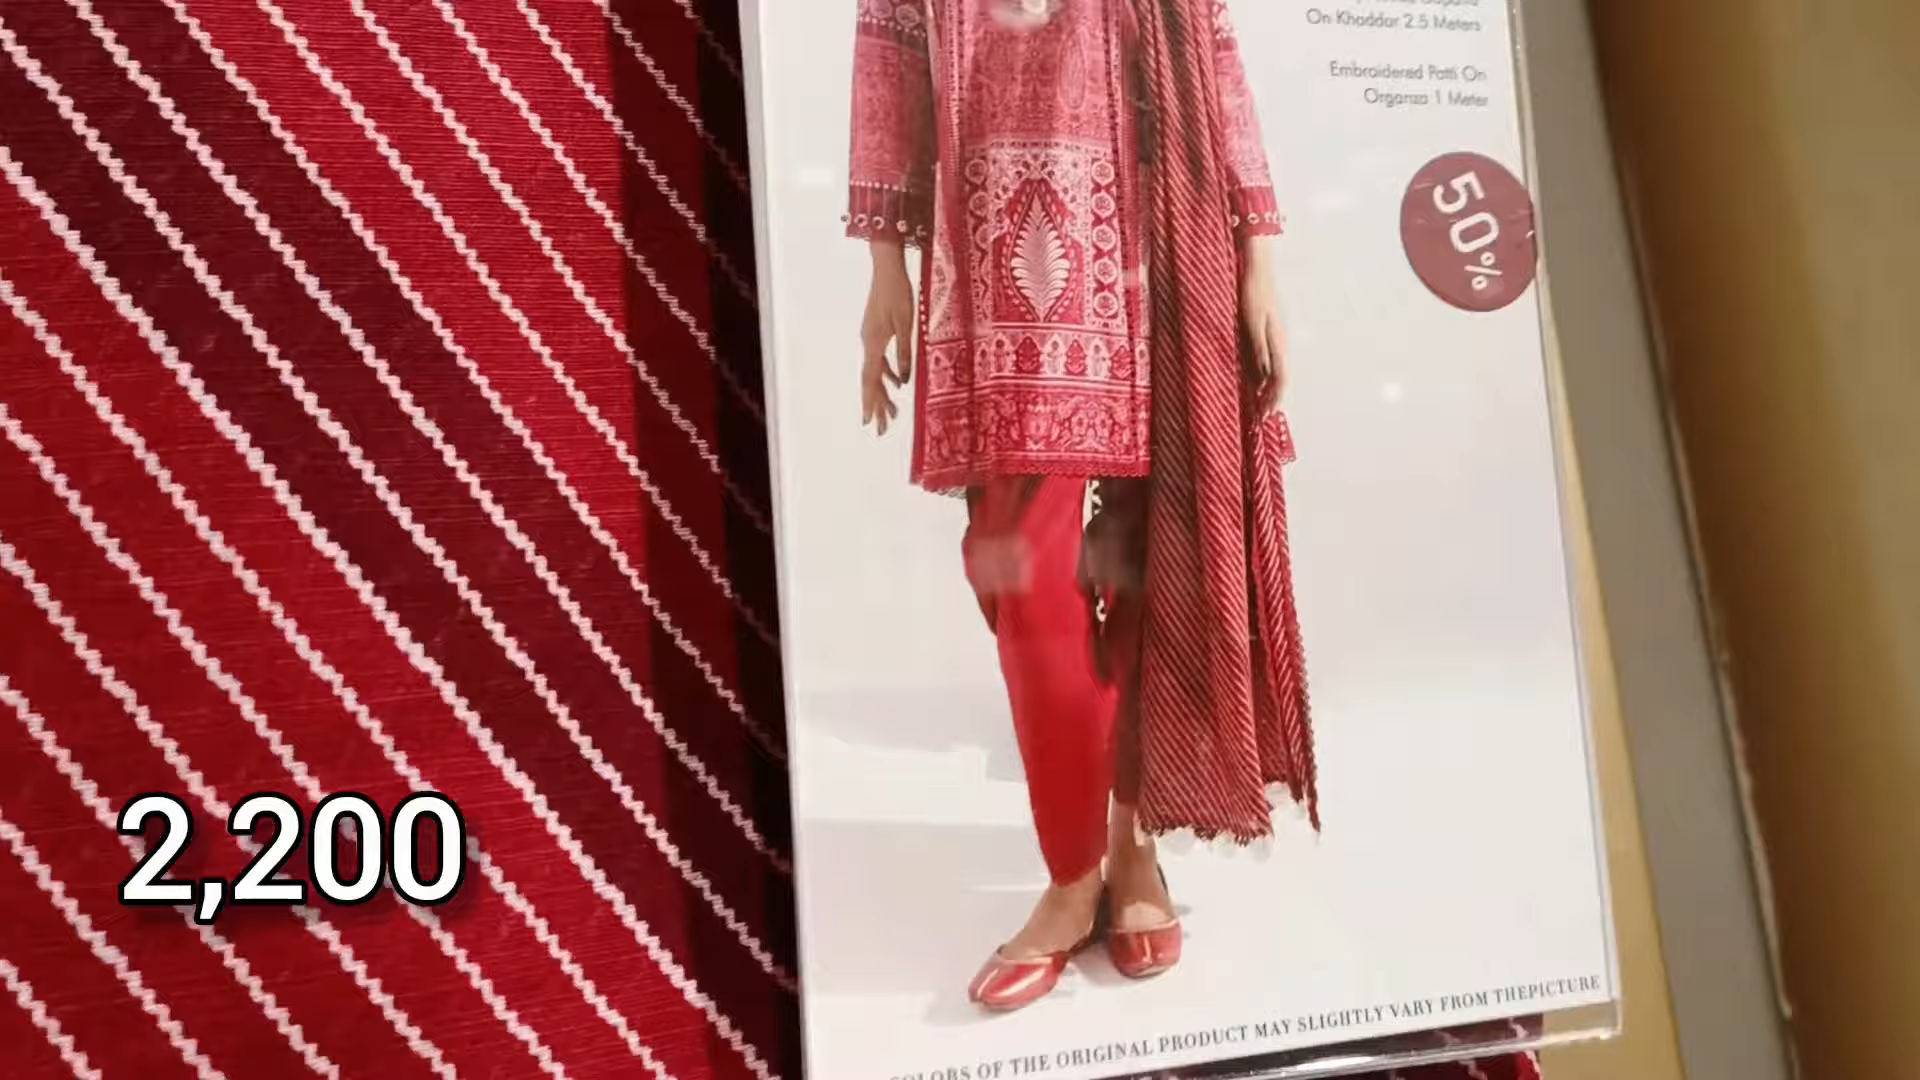 On Khaddar 2.5 Meters
Embroidered Patti On
Organza 1 Meter
50%
2,200
OF THE ORIGINAL PRODUCT MAY SLIGHTLY VARY FROM THEPICTURE